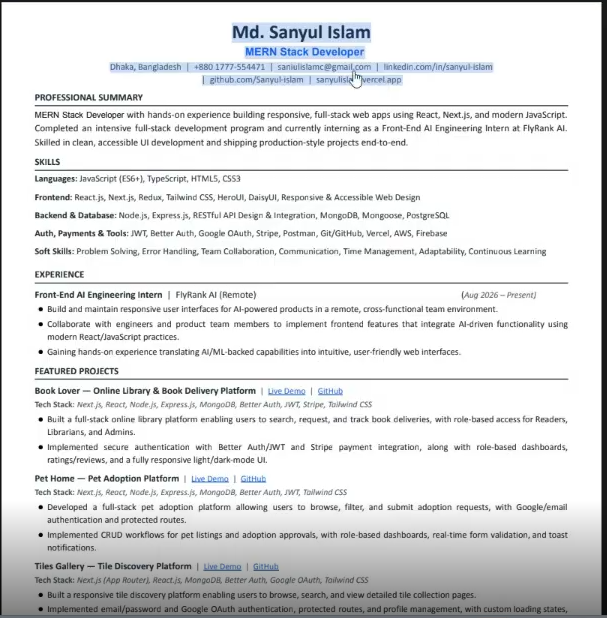 Md. Sanyul Islam
MERN Stack Developer
Dhaka, Bangladesh | +880 1777-554471 | saniulislamc@gmail.com | linkedin.com/in/sanyul-islam
| github.com/Sanyul-islam | sanyulisla vercel.app
PROFESSIONAL SUMMARY
MERN Stack Developer with hands-on experience building responsive, full-stack web apps using React, Next.js, and modern JavaScript.
Completed an intensive full-stack development program and currently interning as a Front-End AI Engineering Intern at FlyRank AI.
Skilled in clean, accessible UI development and shipping production-style projects end-to-end.
SKILLS
Languages: JavaScript (ES6+), TypeScript, HTML5, CSS3
Frontend: React.js, Next.js, Redux, Tailwind CSS, HeroUI, DaisyUI, Responsive & Accessible Web Design
Backend & Database: Node.js, Express.js, RESTful API Design & Integration, MongoDB, Mongoose, PostgreSQL
Auth, Payments & Tools: JWT, Better Auth, Google OAuth, Stripe, Postman, Git/GitHub, Vercel, AWS, Firebase
Soft Skills: Problem Solving, Error Handling, Team Collaboration, Communication, Time Management, Adaptability, Continuous Learning
EXPERIENCE
Front-End AI Engineering Intern | FlyRank AI (Remote) (Aug 2026 – Present)
● Build and maintain responsive user interfaces for AI-powered products in a remote, cross-functional team environment.
● Collaborate with engineers and product team members to implement frontend features that integrate AI-driven functionality using
modern React/JavaScript practices.
● Gaining hands-on experience translating AI/ML-backed capabilities into intuitive, user-friendly web interfaces.
FEATURED PROJECTS
Book Lover — Online Library & Book Delivery Platform | Live Demo | GitHub
Tech Stack: Next.js, React, Node.js, Express.js, MongoDB, Better Auth, JWT, Stripe, Tailwind CSS
● Built a full-stack online library platform enabling users to search, request, and track book deliveries, with role-based access for Readers,
Librarians, and Admins.
● Implemented secure authentication with Better Auth/JWT and Stripe payment integration, along with role-based dashboards,
ratings/reviews, and a fully responsive light/dark-mode UI.
Pet Home — Pet Adoption Platform | Live Demo | GitHub
Tech Stack: Next.js, React, Node.js, Express.js, MongoDB, Better Auth, JWT, Tailwind CSS
● Developed a full-stack pet adoption platform allowing users to browse, filter, and submit adoption requests, with Google/email
authentication and protected routes.
● Implemented CRUD workflows for pet listings and adoption approvals, with role-based dashboards, real-time form validation, and toast
notifications.
Tiles Gallery — Tile Discovery Platform | Live Demo | GitHub
Tech Stack: Next.js (App Router), React.js, MongoDB, Better Auth, Google OAuth, Tailwind CSS
● Built a responsive tile discovery platform enabling users to browse, search, and view detailed tile collection pages.
● Implemented email/password and Google OAuth authentication, protected routes, and profile management, with custom loading states,